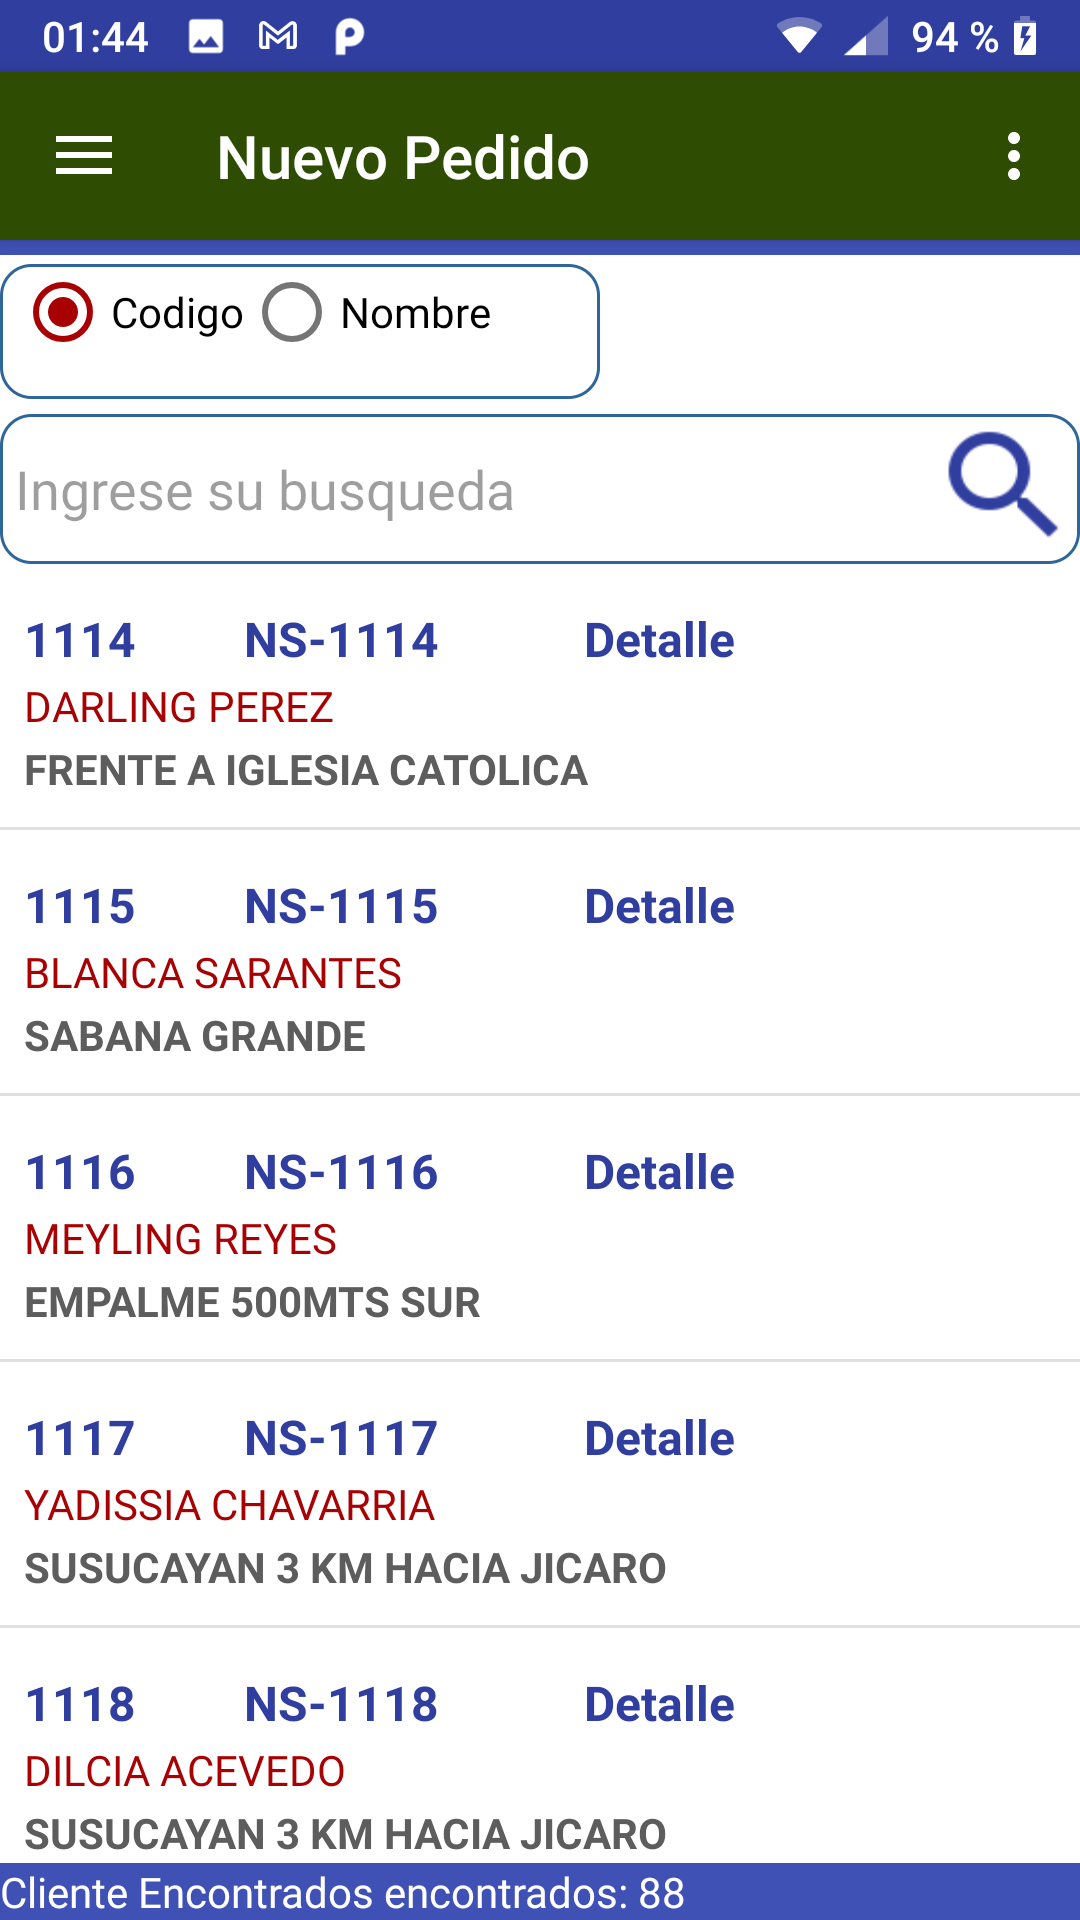 01:44 94 %
Nuevo Pedido
Codigo Nombre
Ingrese su busqueda
1114 NS-1114 Detalle
DARLING PEREZ
FRENTE A IGLESIA CATOLICA
1115 NS-1115 Detalle
BLANCA SARANTES
SABANA GRANDE
1116 NS-1116 Detalle
MEYLING REYES
EMPALME 500MTS SUR
1117 NS-1117 Detalle
YADISSIA CHAVARRIA
SUSUCAYAN 3 KM HACIA JICARO
1118 NS-1118 Detalle
DILCIA ACEVEDO
SUSUCAYAN 3 KM HACIA JICARO
Cliente Encontrados encontrados: 88